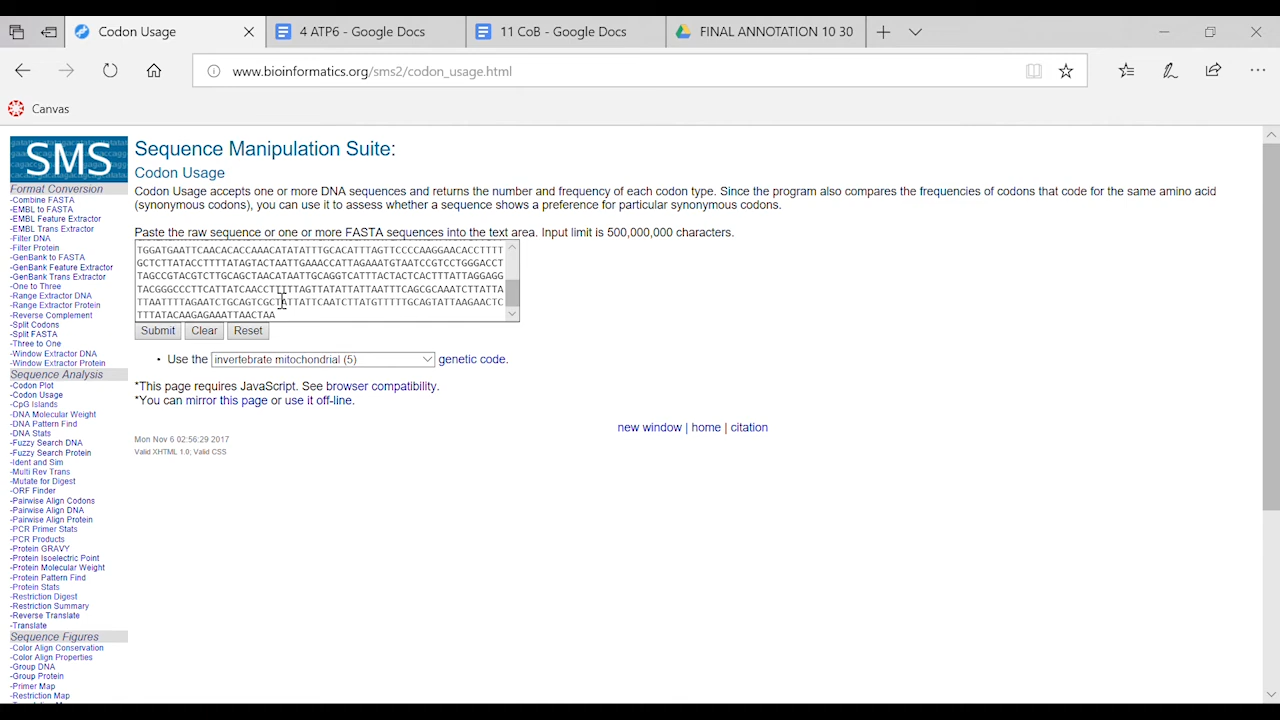 Codon Usage
4 ATP6 - Google Docs
11 CoB - Google Docs
FINAL ANNOTATION 10 30
www.bioinformatics.org/sms2/codon_usage.html
Canvas
SMS
Format Conversion
-Combine FASTA
-EMBL to FASTA
-EMBL Feature Extractor
-EMBL Trans Extractor
-Filter DNA
-Filter Protein
-GenBank to FASTA
-GenBank Feature Extractor
-GenBank Trans Extractor
-One to Three
-Range Extractor DNA
-Range Extractor Protein
-Reverse Complement
-Split Codons
-Split FASTA
-Three to One
-Window Extractor DNA
-Window Extractor Protein
Sequence Analysis
-Codon Plot
-Codon Usage
-CpG Islands
-DNA Molecular Weight
-DNA Pattern Find
-DNA Stats
-Fuzzy Search DNA
-Fuzzy Search Protein
-Ident and Sim
-Multi Rev Trans
-Mutate for Digest
-ORF Finder
-Pairwise Align Codons
-Pairwise Align DNA
-Pairwise Align Protein
-PCR Primer Stats
-PCR Products
-Protein GRAVY
-Protein Isoelectric Point
-Protein Molecular Weight
-Protein Pattern Find
-Protein Stats
-Restriction Digest
-Restriction Summary
-Reverse Translate
-Translate
Sequence Figures
-Color Align Conservation
-Color Align Properties
-Group DNA
-Group Protein
-Primer Map
-Restriction Map
Sequence Manipulation Suite:
Codon Usage
Codon Usage accepts one or more DNA sequences and returns the number and frequency of each codon type. Since the program also compares the frequencies of codons that code for the same amino acid
(synonymous codons), you can use it to assess whether a sequence shows a preference for particular synonymous codons.
Paste the raw sequence or one or more FASTA sequences into the text area. Input limit is 500,000,000 characters.
TGGATGAATTCAACACACCAAACATATATTTGCACATTTAGTTCCCCAAGGAACACCTTTT
GCTCTTATACCTTTTATAGTACTAATTGAAACCATTAGAAATGTAATCCGTCCTGGGACCT
TAGCCGTACGTCTTGCAGCTAACATAATTGCAGGTCATTTACTACTCACTTTATTAGGAGG
TACGGGCCCTTCATTATCAACCTTTTTAGTTATATTATTAATTTCAGCGCAAATCTTATTA
TTTATACAAGAGAAATTAACTAA
Submit
Clear
Reset
• Use the invertebrate mitochondrial (5) genetic code.
*This page requires JavaScript. See browser compatibility.
*You can mirror this page or use it off-line.
new window | home | citation
Mon Nov 6 02:56:29 2017
Valid XHTML 1.0; Valid CSS